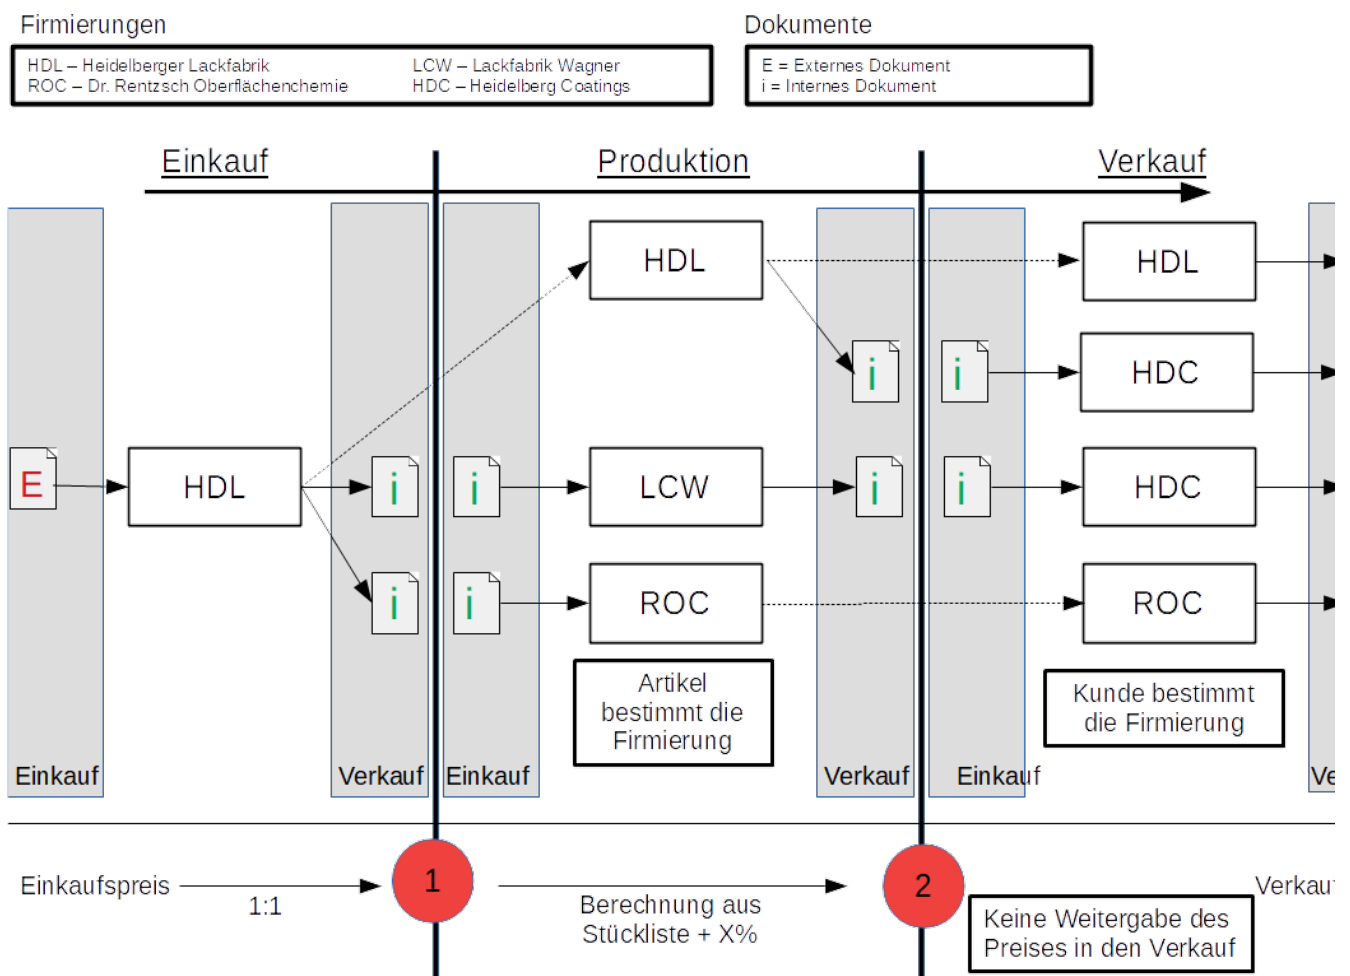 Firmierungen
Dokumente
HDL – Heidelberger Lackfabrik
LCW – Lackfabrik Wagner
ROC – Dr. Rentzsch Oberflächenchemie
HDC – Heidelberg Coatings
E = Externes Dokument
i = Internes Dokument
Einkauf
Produktion
Verkauf
HDL
HDL
i
i
HDC
E
HDL
i
i
LCW
i
i
HDC
i
i
ROC
ROC
Artikel
bestimmt die
Firmierung
Kunde bestimmt
die Firmierung
Einkauf
Verkauf
Einkauf
Verkauf
Einkauf
Ve
Einkaufspreis
1:1
1
Berechnung aus
Stückliste + X%
2
Keine Weitergabe des
Preises in den Verkauf
Verkauf